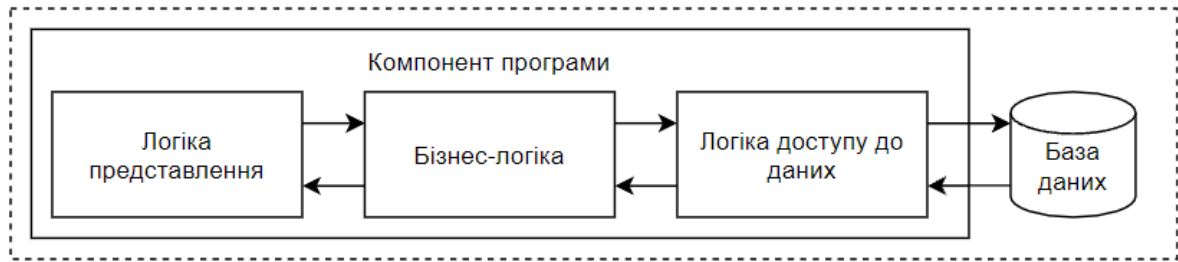 Компонент програми
Логіка
представлення
Бізнес-логіка
Логіка доступу до
даних
База
даних